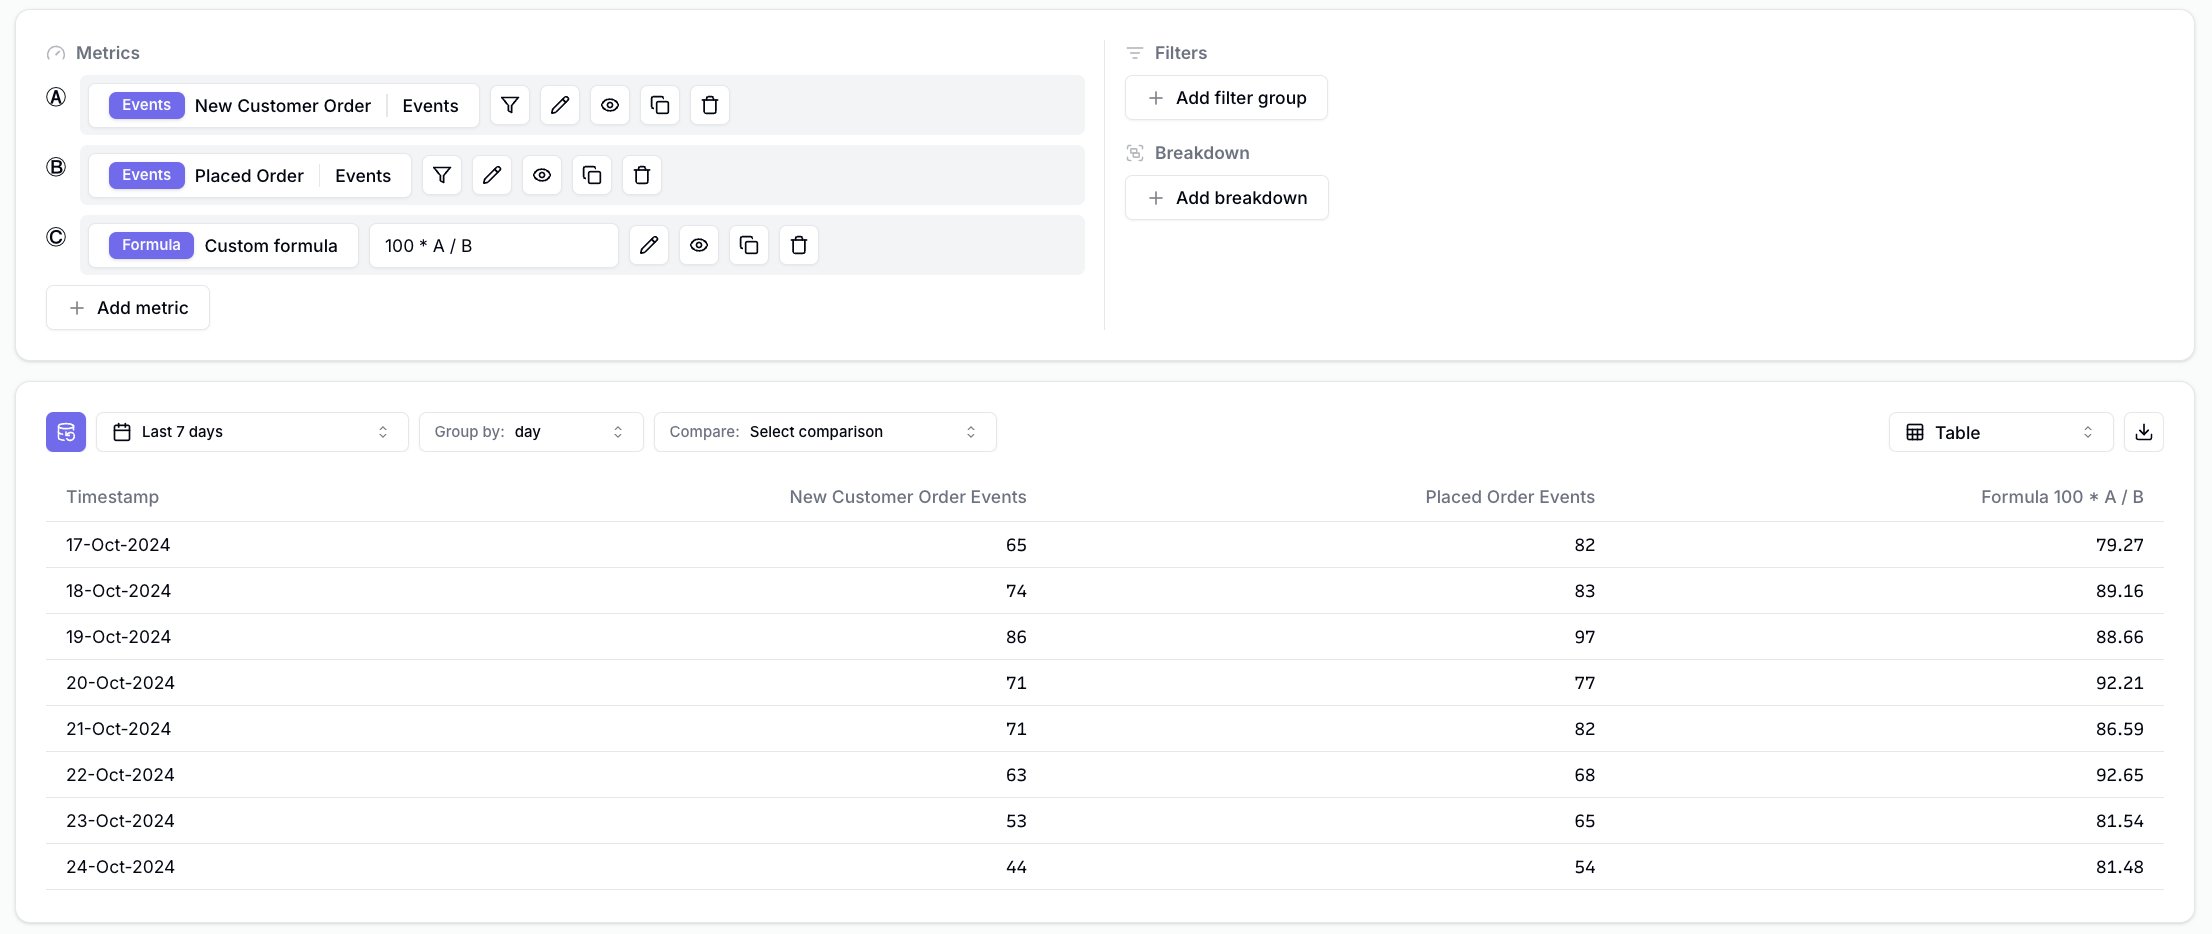 Metrics
A Events New Customer Order Events
B Events Placed Order Events
C Formula Custom formula 100 * A / B
Add metric
Filters
Add filter group
Breakdown
Add breakdown
Last 7 days Group by: day Compare: Select comparison Table
Timestamp New Customer Order Events Placed Order Events Formula 100 * A / B
17-Oct-2024 65 82 79.27
18-Oct-2024 74 83 89.16
19-Oct-2024 86 97 88.66
20-Oct-2024 71 77 92.21
21-Oct-2024 71 82 86.59
22-Oct-2024 63 68 92.65
23-Oct-2024 53 65 81.54
24-Oct-2024 44 54 81.48